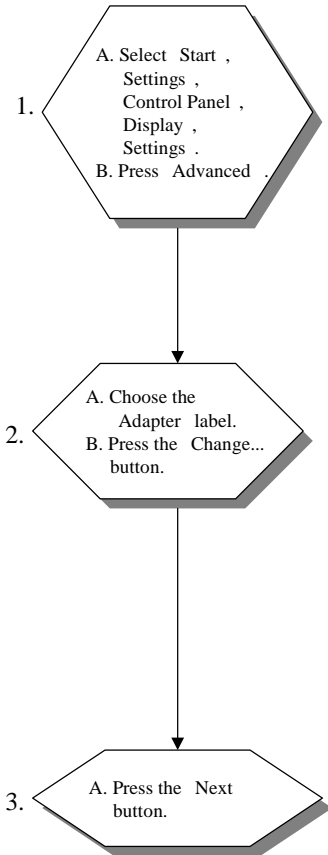 1.
A. Select Start ,
Settings ,
Control Panel ,
Display ,
Settings .
B. Press Advanced .
2.
A. Choose the
Adapter label.
B. Press the Change...
button.
3.
A. Press the Next
button.